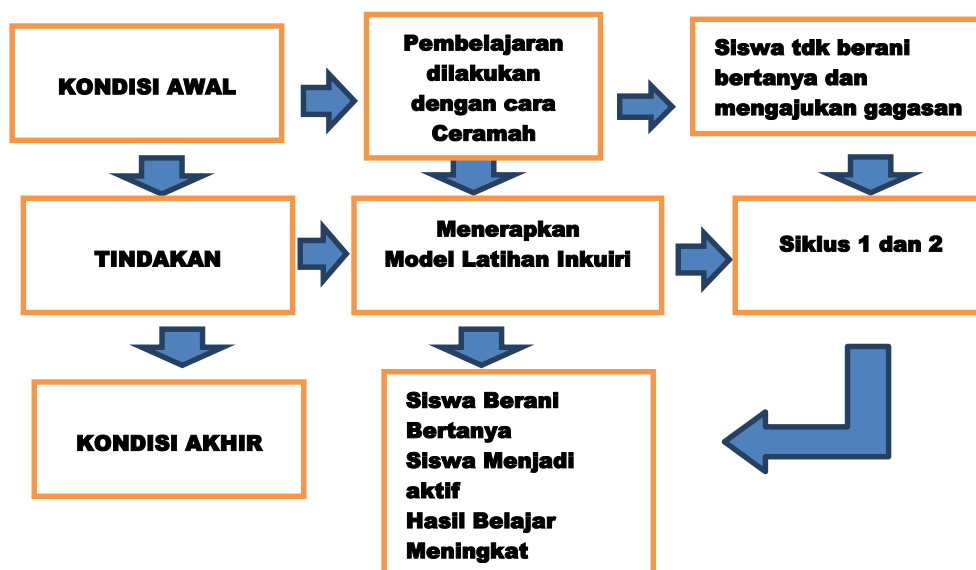 KONDISI AWAL
Pembelajaran
dilakukan
dengan cara
Ceramah
Siswa tdk berani
bertanya dan
mengajukan gagasan
TINDAKAN
Menerapkan
Model Latihan Inkuiri
Siklus 1 dan 2
KONDISI AKHIR
Siswa Berani
Bertanya
Siswa Menjadi
aktif
Hasil Belajar
Meningkat